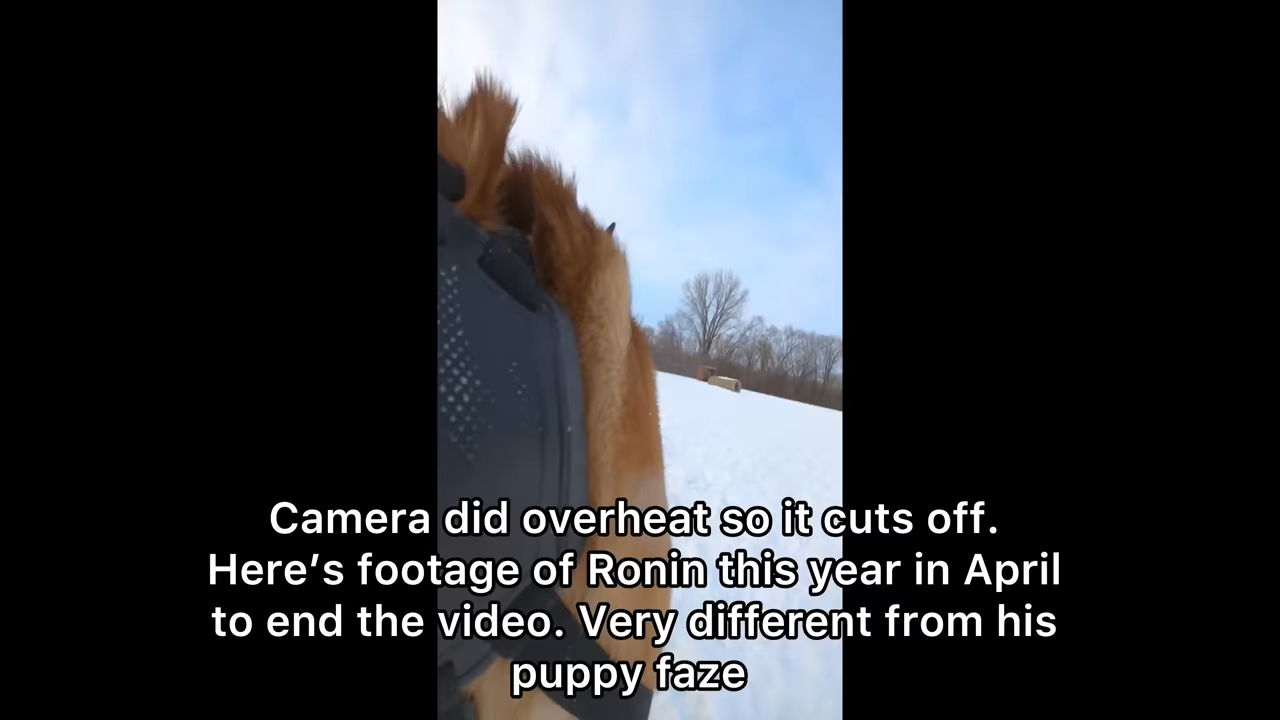 Camera did overheat so it cuts off.
Here’s footage of Ronin this year in April
to end the video. Very different from his
puppy faze